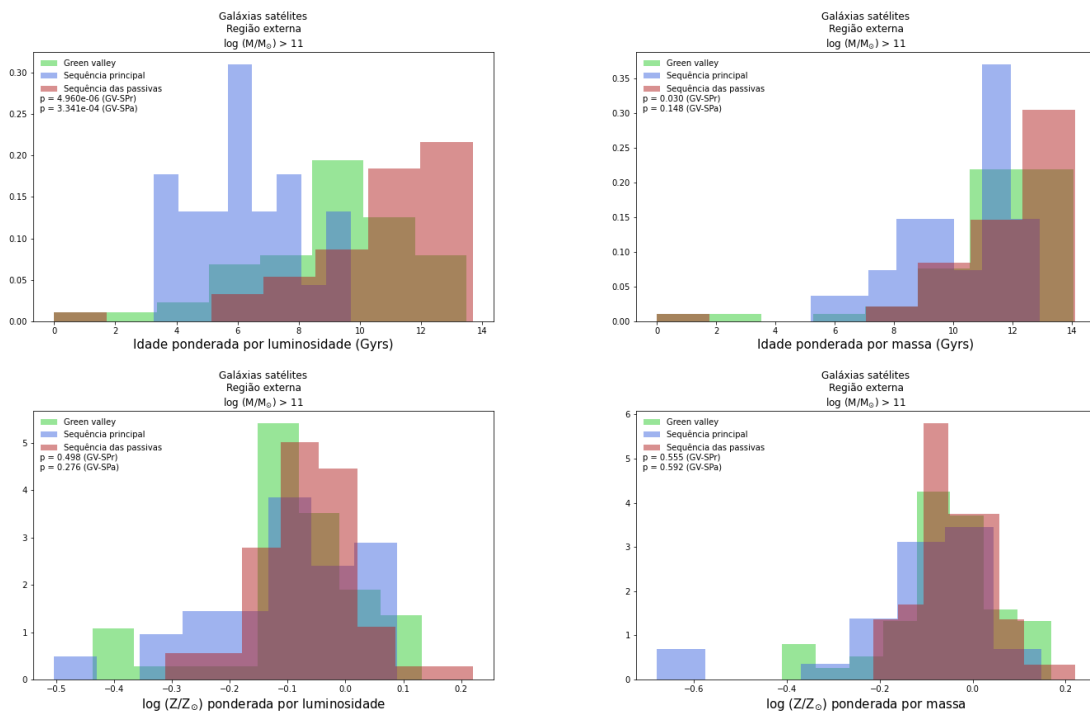 Galáxias satélites
Região externa
log (M/M☉) > 11
Green valley
Sequência principal
Sequência das passivas
p = 4.960e-06 (GV-SPr)
p = 3.341e-04 (GV-SPa)
0.30
0.25
0.20
0.15
0.10
0.05
0.00
0 2 4 6 8 10 12 14
Idade ponderada por luminosidade (Gyrs)
Galáxias satélites
Região externa
log (M/M☉) > 11
Green valley
Sequência principal
Sequência das passivas
p = 0.030 (GV-SPr)
p = 0.148 (GV-SPa)
0.35
0.30
0.25
0.20
0.15
0.10
0.05
0.00
0 2 4 6 8 10 12 14
Idade ponderada por massa (Gyrs)
Galáxias satélites
Região externa
log (M/M☉) > 11
Green valley
Sequência principal
Sequência das passivas
p = 0.498 (GV-SPr)
p = 0.276 (GV-SPa)
5
4
3
2
1
0
−0.5 −0.4 −0.3 −0.2 −0.1 0.0 0.1 0.2
log (Z/Z☉) ponderada por luminosidade
Galáxias satélites
Região externa
log (M/M☉) > 11
Green valley
Sequência principal
Sequência das passivas
p = 0.555 (GV-SPr)
p = 0.592 (GV-SPa)
6
5
4
3
2
1
0
−0.6 −0.4 −0.2 0.0 0.2
log (Z/Z☉) ponderada por massa